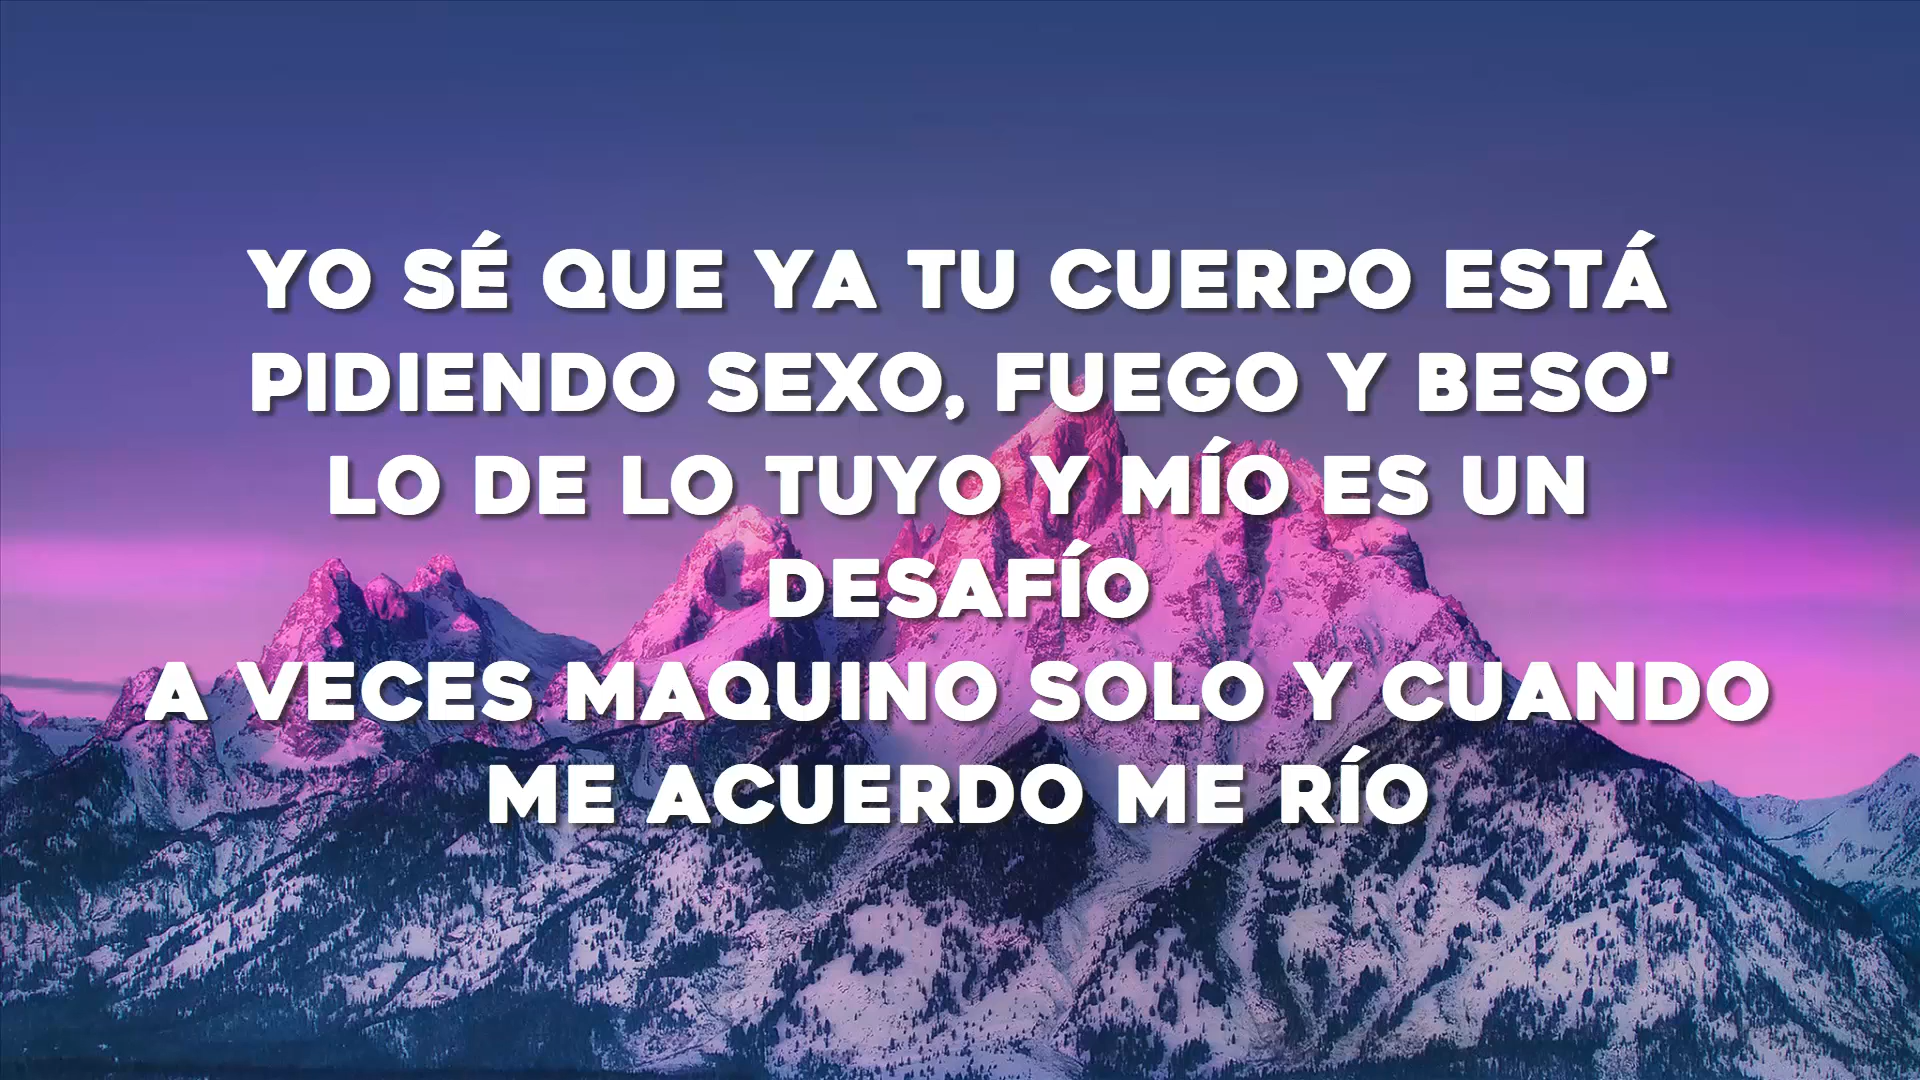 YO SÉ QUE YA TU CUERPO ESTÁ
PIDIENDO SEXO, FUEGO Y BESO'
LO DE LO TUYO Y MÍO ES UN
DESAFÍO
A VECES MAQUINO SOLO Y CUANDO
ME ACUERDO ME RÍO